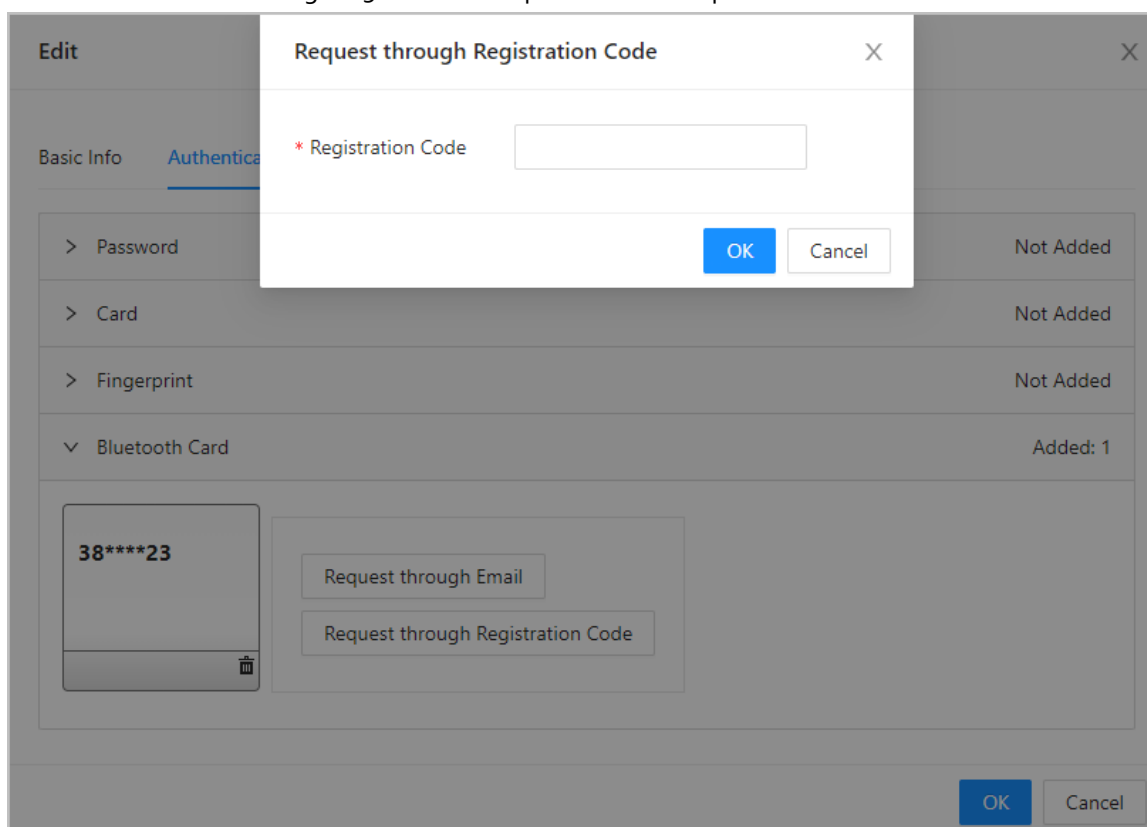 Edit
Request through Registration Code
Basic Info
* Registration Code
OK Cancel
> Password Not Added
> Card Not Added
> Fingerprint Not Added
Bluetooth Card Added: 1
38****23
Request through Email
Request through Registration Code
OK Cancel